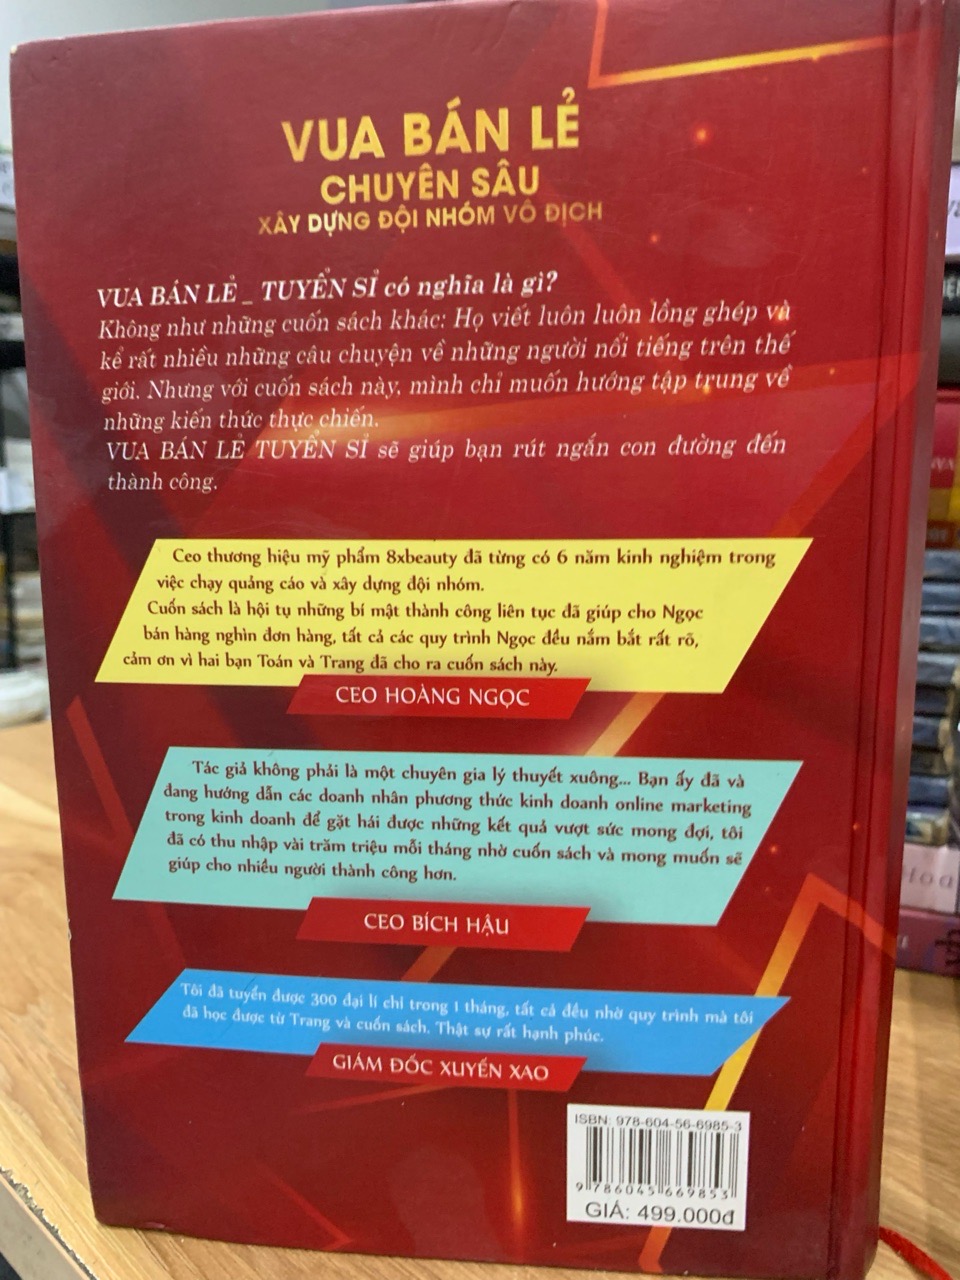 VUA BÁN LẺ
CHUYÊN SÂU
XÂY DỰNG ĐỘI NHÓM VÔ ĐỊCH
VUA BÁN LẺ _ TUYỂN SỈ có nghĩa là gì?
Không như những cuốn sách khác: Họ viết luôn luôn lồng ghép và
kể rất nhiều những câu chuyện về những người nổi tiếng trên thế
giới. Nhưng với cuốn sách này, mình chỉ muốn hướng tập trung về
những kiến thức thực chiến.
VUA BÁN LẺ TUYỂN SỈ sẽ giúp bạn rút ngắn con đường đến
thành công.
Ceo thương hiệu mỹ phẩm 8xbeauty đã từng có 6 năm kinh nghiệm trong
việc chạy quảng cáo và xây dựng đội nhóm.
Cuốn sách là hội tụ những bí mật thành công liên tục đã giúp cho Ngọc
bán hàng nghìn đơn hàng, tất cả các quy trình Ngọc đều nắm bắt rất rõ,
cảm ơn vì hai bạn Toán và Trang đã cho ra cuốn sách này.
CEO HOÀNG NGỌC
Tác giả không phải là một chuyên gia lý thuyết xuông... Bạn ấy đã và
đang hướng dẫn các doanh nhân phương thức kinh doanh online marketing
trong kinh doanh để gặt hái được những kết quả vượt sức mong đợi, tôi
đã có thu nhập vài trăm triệu mỗi tháng nhờ cuốn sách và mong muốn sẽ
giúp cho nhiều người thành công hơn.
CEO BÍCH HẬU
Tôi đã tuyển được 300 đại lí chỉ trong 1 tháng, tất cả đều nhờ quy trình mà tôi
đã học được từ Trang và cuốn sách. Thật sự rất hạnh phúc.
GIÁM ĐỐC XUYẾN XAO
ISBN: 978-604-56-6985-3
9 786045 669853
GIÁ: 499.000đ